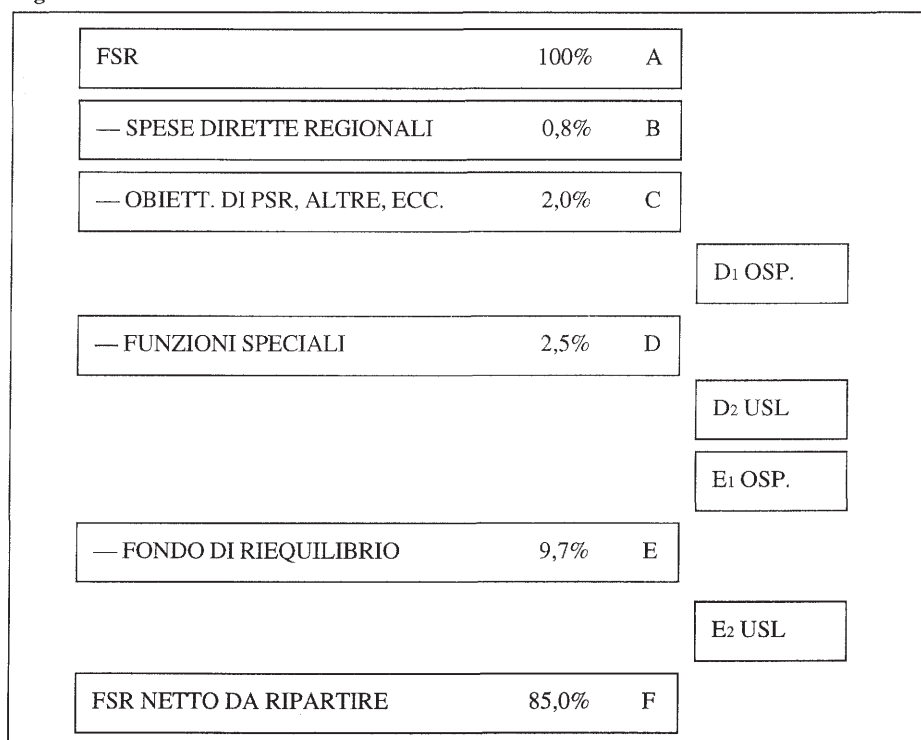 FSR 100% A
— SPESE DIRETTE REGIONALI 0,8% B
— OBIETT. DI PSR, ALTRE, ECC. 2,0% C
D1 OSP.
— FUNZIONI SPECIALI 2,5% D
D2 USL
E1 OSP.
— FONDO DI RIEQUILIBRIO 9,7% E
E2 USL
FSR NETTO DA RIPARTIRE 85,0% F